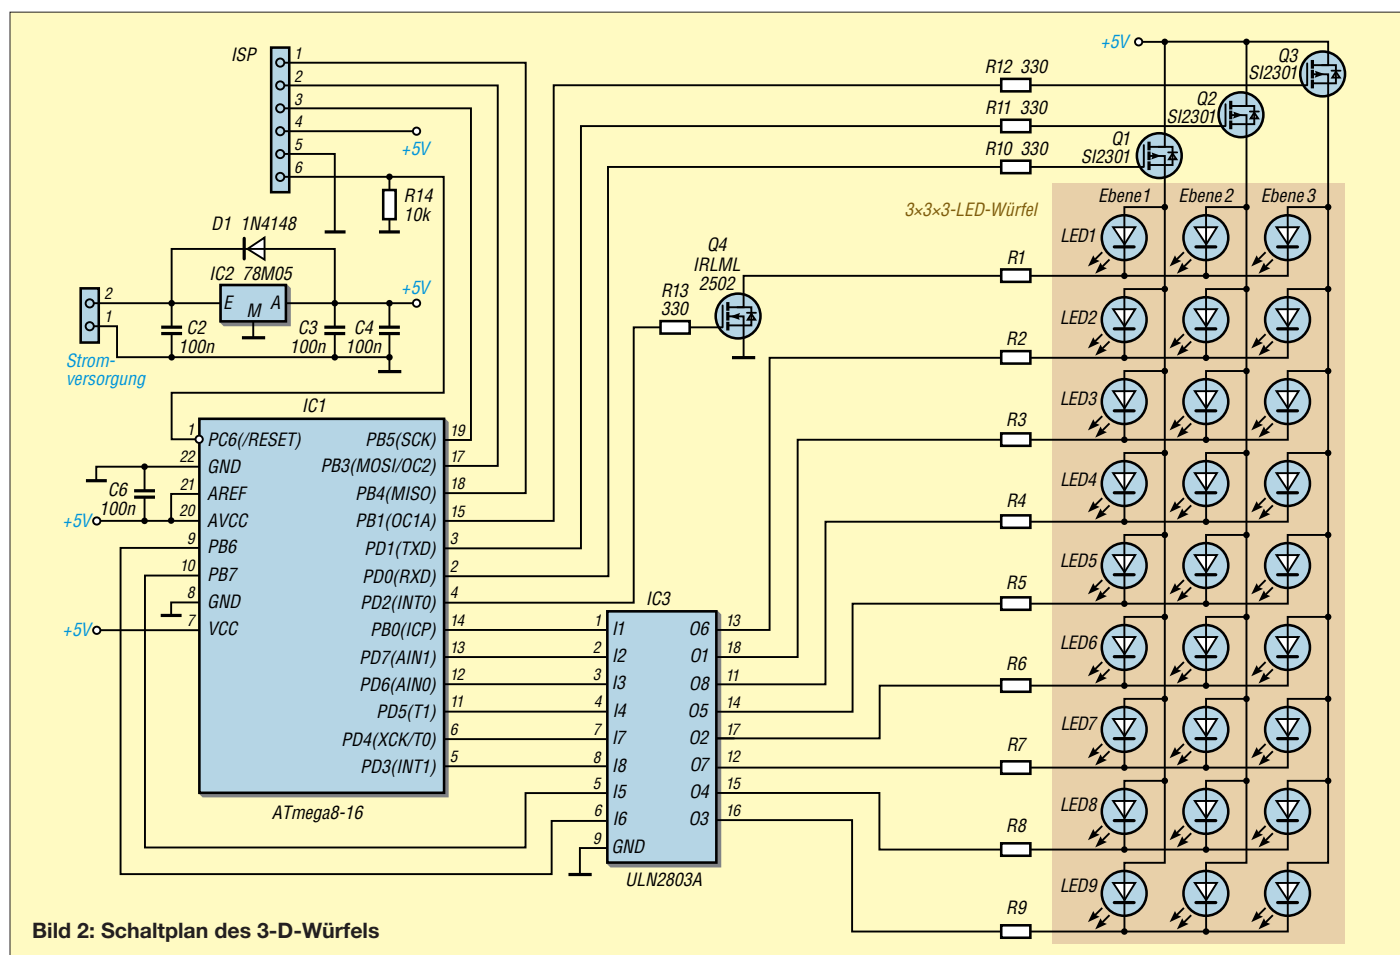 ISP
1
2
3
4
5
6
+5V
R14
10k
D1 1N4148
IC2 78M05
E M A
+5V
2
1
C2
100n
C3
100n
C4
100n
Strom-
versorgung
+5V
R12 330
R11 330
R10 330
Q3
SI2301
Q2
SI2301
Q1
SI2301
3×3×3-LED-Würfel
Ebene 1
Ebene 2
Ebene 3
Q4
IRLML
2502
R13
330
R1
R2
R3
R4
R5
R6
R7
R8
R9
LED1
LED2
LED3
LED4
LED5
LED6
LED7
LED8
LED9
IC1
1 PC6(/RESET)
22 GND
21 AREF
20 AVCC
9 PB6
10 PB7
8 GND
7 VCC
C6
100n
+5V
+5V
PB5(SCK) 19
PB3(MOSI/OC2) 17
PB4(MISO) 18
PB1(OC1A) 15
PD1(TXD) 3
PD0(RXD) 2
PD2(INT0) 4
PB0(ICP) 14
PD7(AIN1) 13
PD6(AIN0) 12
PD5(T1) 11
PD4(XCK/T0) 6
PD3(INT1) 5
ATmega8-16
IC3
1 I1
2 I2
3 I3
4 I4
7 I7
8 I8
5 I5
6 I6
9 GND
O6 13
O1 18
O8 11
O5 14
O2 17
O7 12
O4 15
O3 16
ULN2803A
Bild 2: Schaltplan des 3-D-Würfels